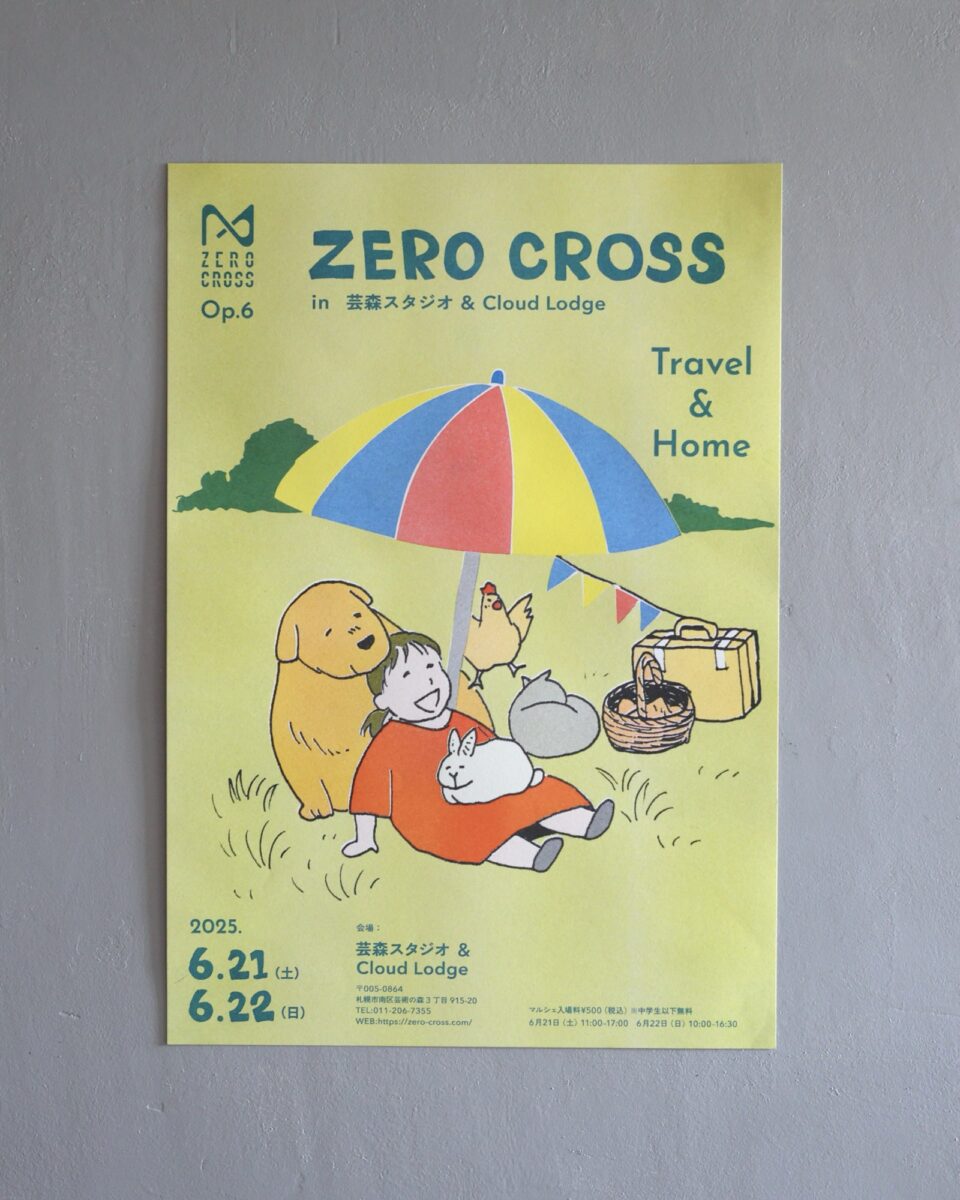 ZERO
CROSS
Op.6
ZERO CROSS
in 芸森スタジオ & Cloud Lodge
Travel
&
Home
2025.
6.21(土)
6.22(日)
会場：
芸森スタジオ &
Cloud Lodge
〒005-0864
札幌市南区芸術の森3丁目915-20
TEL:011-206-7355
WEB:https://zero-cross.com/
マルシェ入場料¥500（税込）※中学生以下無料
6月21日（土）11:00-17:00 6月22日（日）10:00-16:30